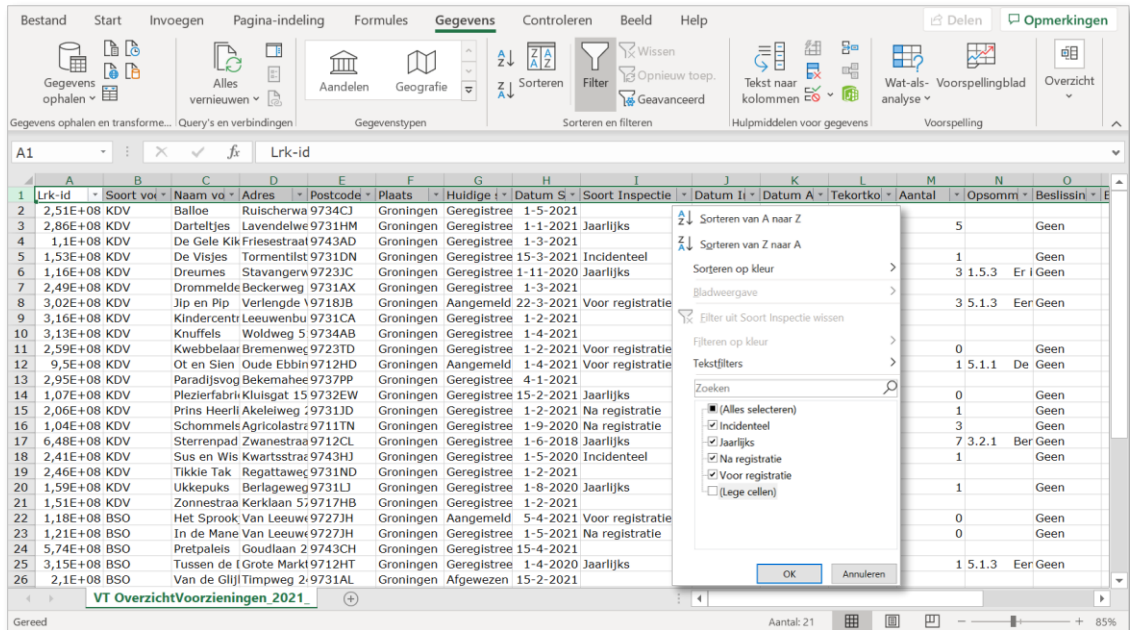 Bestand Start Invoegen Pagina-indeling Formules Gegevens Controleren Beeld Help Delen Opmerkingen
Gegevens ophalen Alles vernieuwen Aandelen Geografie Sorteren Filter Wissen Opnieuw toep. Geavanceerd Tekst naar kolommen Wat-als-analyse Voorspellingblad Overzicht
Gegevens ophalen en transforme... Query's en verbindingen Gegevenstypen Sorteren en filteren Hulpmiddelen voor gegevens Voorspelling
A1 fx Lrk-id
A B C D E F G H I J K L M N O
1 Lrk-id Soort voo Naam vo Adres Postcode Plaats Huidige s Datum S Soort Inspectie Datum I Datum A Tekortko Aantal Opsomm Beslissin E
2 2,51E+08 KDV Balloe Ruischerwa 9734CJ Groningen Geregistree 1-5-2021
3 2,86E+08 KDV Darteltjes Lavendelwe 9731HM Groningen Geregistree 1-1-2021 Jaarlijks 5 Geen
4 1,1E+08 KDV De Gele Kik Friesestraat 9743AD Groningen Geregistree 1-3-2021
5 1,53E+08 KDV De Visjes Tormentilst 9731DN Groningen Geregistree 15-3-2021 Incidenteel 1 Geen
6 1,16E+08 KDV Dreumes Stavangerw 9723JC Groningen Geregistree 1-11-2020 Jaarlijks 3 1.5.3 Er i Geen
7 2,49E+08 KDV Drommelde Beckerweg 9731AX Groningen Geregistree 1-3-2021
8 3,02E+08 KDV Jip en Pip Verlengde 9718JB Groningen Aangemeld 22-3-2021 Voor registratie 3 5.1.3 Een Geen
9 3,16E+08 KDV Kindercentr Leeuwenbu 9731CA Groningen Geregistree 1-2-2021
10 3,13E+08 KDV Knuffels Woldweg 5 9734AB Groningen Geregistree 1-4-2021
11 2,59E+08 KDV Kwebbelaar Bremenweg 9723TD Groningen Geregistree 1-2-2021 Voor registratie 0 Geen
12 9,5E+08 KDV Ot en Sien Oude Ebbin 9712HD Groningen Aangemeld 1-4-2021 Voor registratie 1 5.1.1 De Geen
13 2,95E+08 KDV Paradijsvog Bekemahee 9737PP Groningen Geregistree 4-1-2021
14 1,07E+08 KDV Plezierfabri Kluisgat 15 9732EW Groningen Geregistree 15-2-2021 Jaarlijks 0 Geen
15 2,06E+08 KDV Prins Heerli Akeleiweg 2 9731JD Groningen Geregistree 1-2-2021 Na registratie 1 Geen
16 1,04E+08 KDV Schommels Agricolastra 9711TN Groningen Geregistree 1-9-2020 Na registratie 3 Geen
17 6,48E+08 KDV Sterrenpad Zwanestraa 9712CL Groningen Geregistree 1-6-2018 Jaarlijks 7 3.2.1 Ber Geen
18 2,41E+08 KDV Sus en Wis Kwartsstraa 9743HJ Groningen Geregistree 1-5-2020 Incidenteel 1 Geen
19 2,46E+08 KDV Tikkie Tak Regattaweg 9731ND Groningen Geregistree 1-2-2021
20 1,59E+08 KDV Ukkepuks Berlageweg 9731LJ Groningen Geregistree 1-8-2020 Jaarlijks 1 Geen
21 1,51E+08 KDV Zonnestraa Kerklaan 57 9717HB Groningen Geregistree 1-2-2021
22 1,18E+08 BSO Het Sprook Van Leeuwe 9727JH Groningen Aangemeld 5-4-2021 Voor registratie 0 Geen
23 1,21E+08 BSO In de Mane Van Leeuwe 9727JH Groningen Geregistree 1-5-2021 Na registratie 0 Geen
24 5,74E+08 BSO Pretpaleis Goudlaan 2 9743CH Groningen Geregistree 15-4-2021
25 3,15E+08 BSO Tussen de Grote Markt 9712HT Groningen Geregistree 1-4-2020 Jaarlijks 1 5.1.3 Een Geen
26 2,1E+08 BSO Van de Glijl Timpweg 24 9731AL Groningen Afgewezen 15-2-2021
Sorteren van A naar Z
Sorteren van Z naar A
Sorteren op kleur
Bladweergave
Filter uit Soort Inspectie wissen
Filteren op kleur
Tekstfilters
Zoeken
(Alles selecteren)
Incidenteel
Jaarlijks
Na registratie
Voor registratie
(Lege cellen)
OK Annuleren
VT OverzichtVoorzieningen_2021_
Gereed Aantal: 21 85%